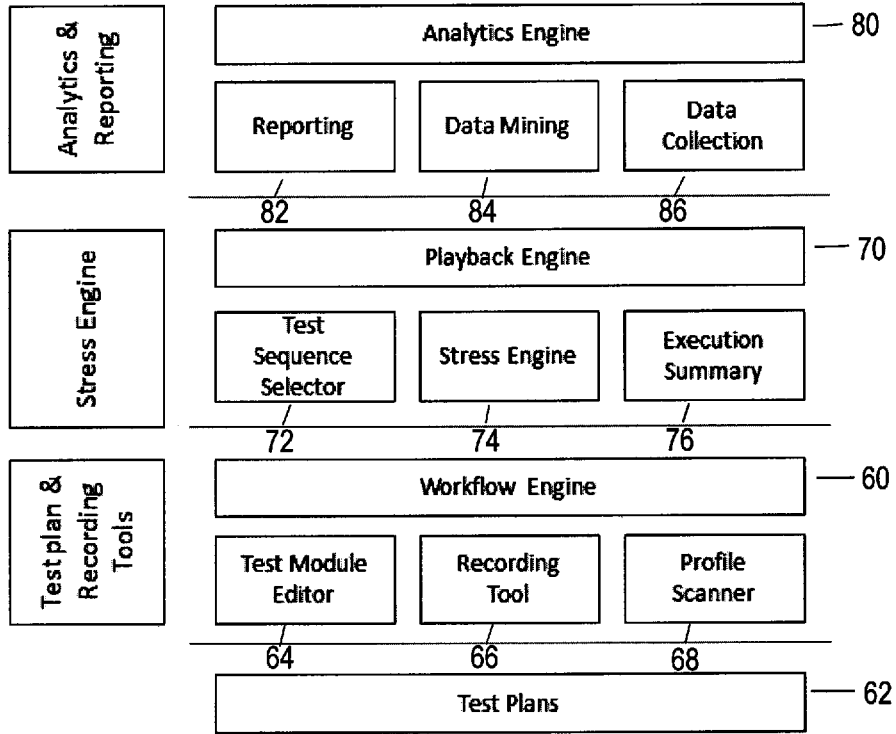 Analytics &
Reporting
Analytics Engine
80
Reporting
Data Mining
Data
Collection
82
84
86
Stress Engine
Playback Engine
70
Test
Sequence
Selector
Stress Engine
Execution
Summary
72
74
76
Test plan &
Recording
Tools
Workflow Engine
60
Test Module
Editor
Recording
Tool
Profile
Scanner
64
66
68
Test Plans
62